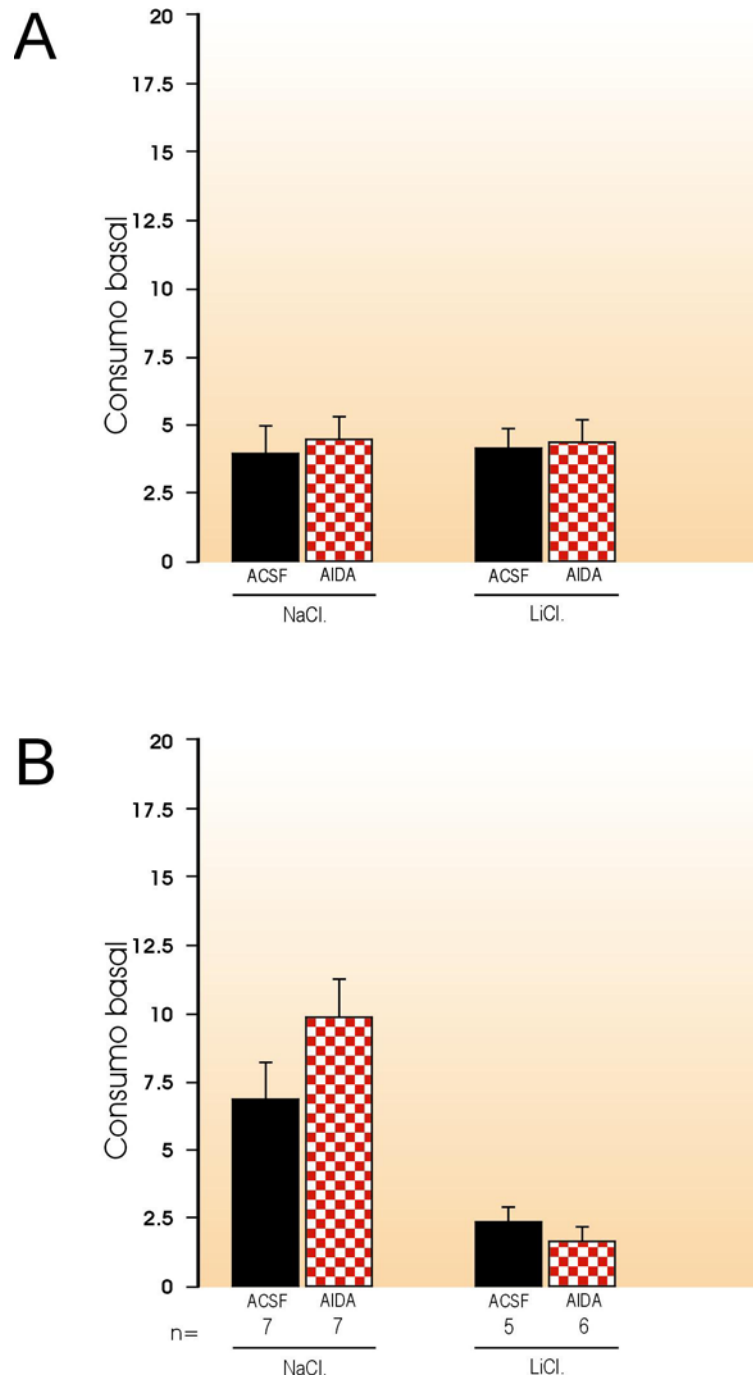 A
Consumo basal
20
17.5
15
12.5
10
7.5
5
2.5
0
ACSF AIDA ACSF AIDA
NaCl. LiCl.
B
Consumo basal
20
17.5
15
12.5
10
7.5
5
2.5
0
ACSF AIDA ACSF AIDA
n= 7 7 5 6
NaCl. LiCl.